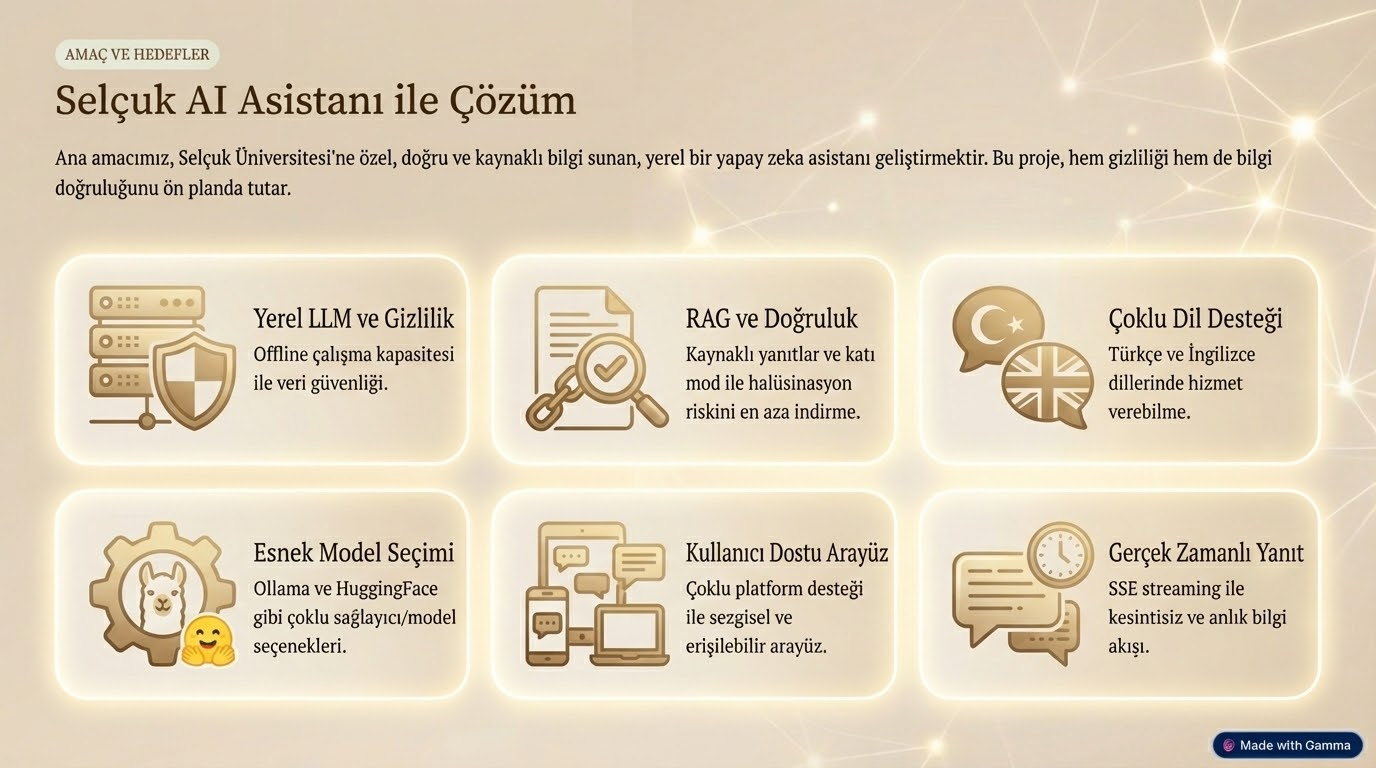 AMAÇ VE HEDEFLER
Selçuk AI Asistanı ile Çözüm
Ana amacımız, Selçuk Üniversitesi'ne özel, doğru ve kaynaklı bilgi sunan, yerel bir yapay zeka asistanı geliştirmektir. Bu proje, hem gizliliği hem de bilgi
doğruluğunu ön planda tutar.
Yerel LLM ve Gizlilik
Offline çalışma kapasitesi
ile veri güvenliği.
RAG ve Doğruluk
Kaynaklı yanıtlar ve katı
mod ile halüsinasyon
riskini en aza indirme.
Çoklu Dil Desteği
Türkçe ve İngilizce
dillerinde hizmet
verebilme.
Esnek Model Seçimi
Ollama ve HuggingFace
gibi çoklu sağlayıcı/model
seçenekleri.
Kullanıcı Dostu Arayüz
Çoklu platform desteği
ile sezgisel ve
erişilebilir arayüz.
Gerçek Zamanlı Yanıt
SSE streaming ile
kesintisiz ve anlık bilgi
akışı.
Made with Gamma